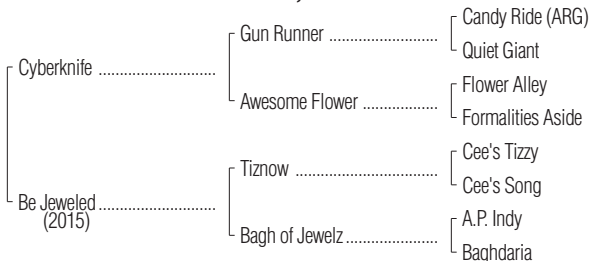 Candy Ride (ARG)
Gun Runner ..........................
Quiet Giant
Cyberknife ............................
Flower Alley
Awesome Flower ..................
Formalities Aside
Cee's Tizzy
Tiznow .................................
Cee's Song
Be Jeweled...........................
(2015)
A.P. Indy
Bagh of Jewelz.....................
Baghdaria